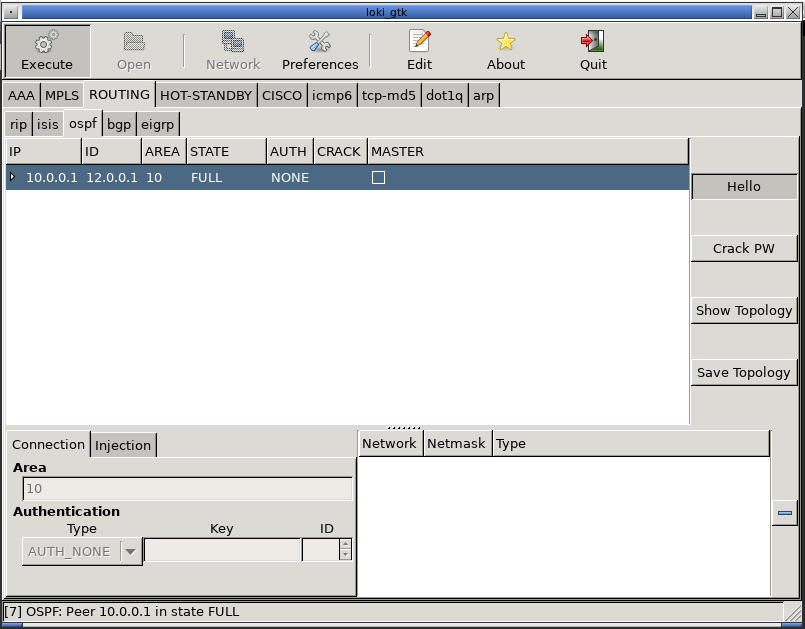 loki_gtk
Execute Open Network Preferences Edit About Quit
AAA MPLS ROUTING HOT-STANDBY CISCO icmp6 tcp-md5 dot1q arp
rip isis ospf bgp eigrp
IP ID AREA STATE AUTH CRACK MASTER
10.0.0.1 12.0.0.1 10 FULL NONE
Hello
Crack PW
Show Topology
Save Topology
Connection Injection
Area
10
Authentication
Type Key ID
AUTH_NONE
Network Netmask Type
[7] OSPF: Peer 10.0.0.1 in state FULL